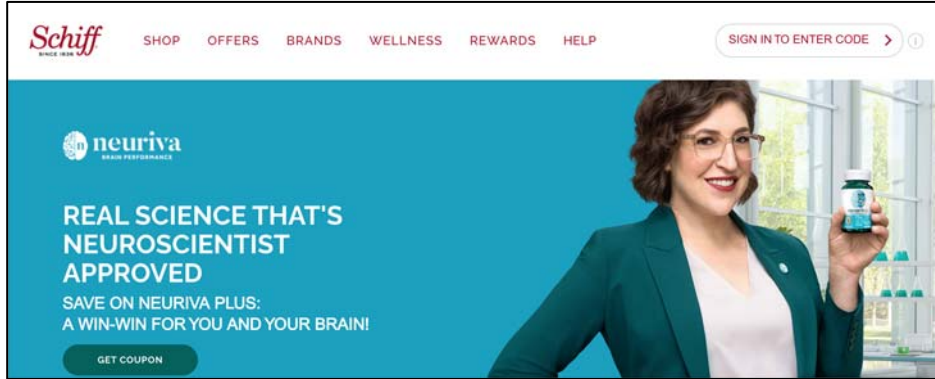 Schiff
SINCE 1936
SHOP OFFERS BRANDS WELLNESS REWARDS HELP
SIGN IN TO ENTER CODE
neuriva
BRAIN PERFORMANCE
REAL SCIENCE THAT'S
NEUROSCIENTIST
APPROVED
SAVE ON NEURIVA PLUS:
A WIN-WIN FOR YOU AND YOUR BRAIN!
GET COUPON
neuriva